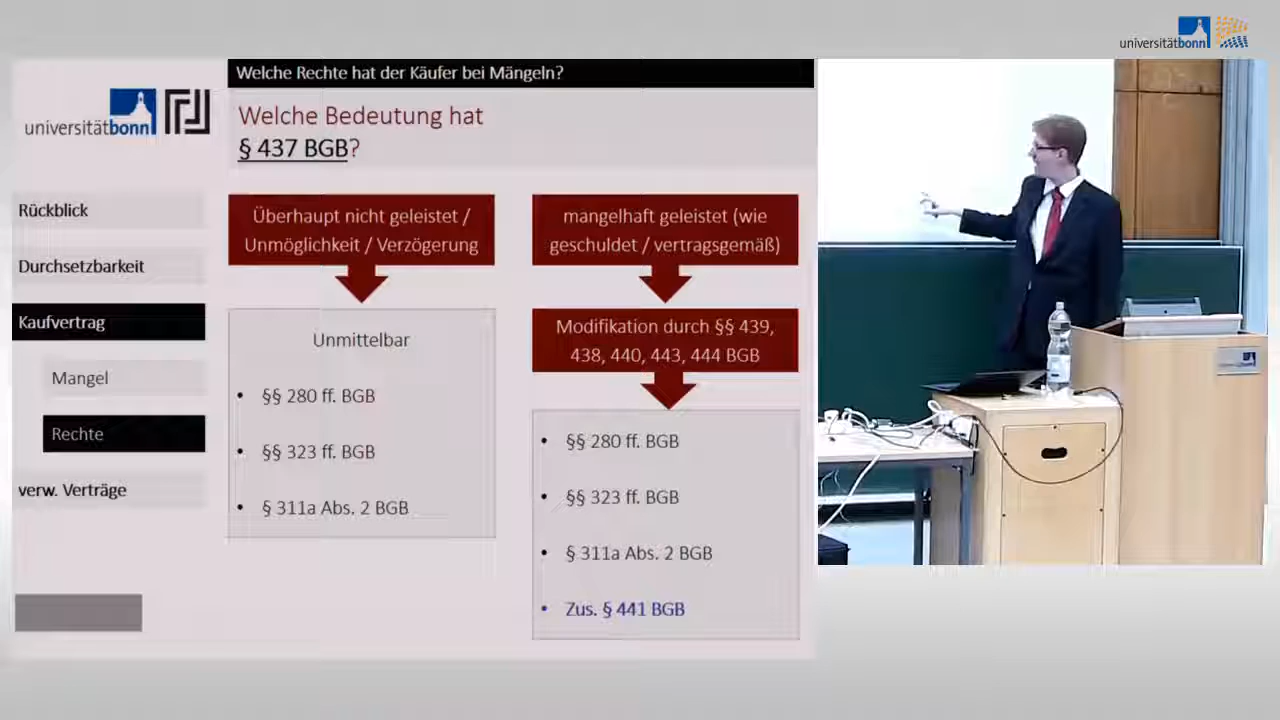 universitätbonn
Welche Rechte hat der Käufer bei Mängeln?
universitätbonn
Welche Bedeutung hat
§ 437 BGB?
Rückblick
Durchsetzbarkeit
Kaufvertrag
Mangel
Rechte
verw. Verträge
Überhaupt nicht geleistet /
Unmöglichkeit / Verzögerung
Unmittelbar
• §§ 280 ff. BGB
• §§ 323 ff. BGB
• § 311a Abs. 2 BGB
mangelhaft geleistet (wie
geschuldet / vertragsgemäß)
Modifikation durch §§ 439,
438, 440, 443, 444 BGB
• §§ 280 ff. BGB
• §§ 323 ff. BGB
• § 311a Abs. 2 BGB
• Zus. § 441 BGB